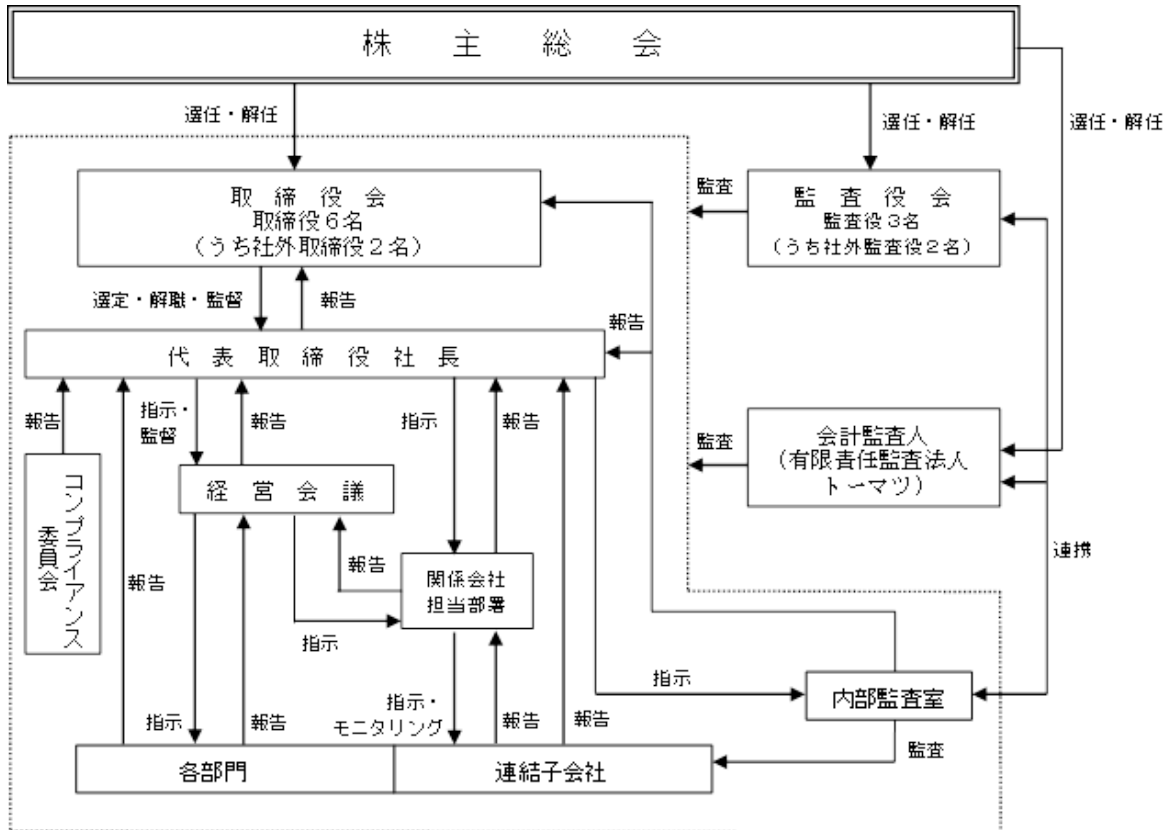 株主総会
選任・解任
選任・解任
選任・解任
取締役会
取締役６名
（うち社外取締役２名）
監査
監査役会
監査役３名
（うち社外監査役２名）
選定・解職・監督
報告
報告
代表取締役社長
報告
指示・
監督
報告
指示
報告
監査
会計監査人
（有限責任監査法人
トーマツ）
経営会議
コンプライアンス
委員会
報告
報告
関係会社
担当部署
連携
指示
指示
内部監査室
指示
報告
指示・
モニタリング
報告
報告
監査
各部門
連結子会社